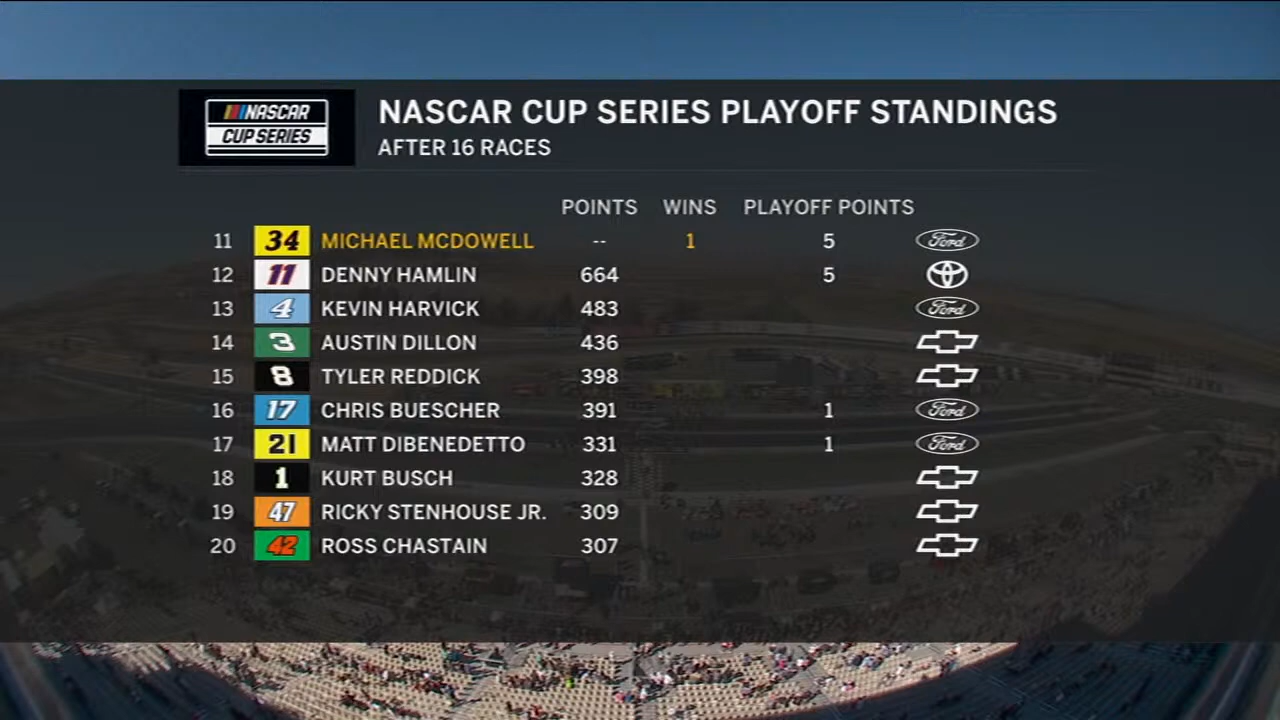 NASCAR
CUP SERIES
NASCAR CUP SERIES PLAYOFF STANDINGS
AFTER 16 RACES
POINTS WINS PLAYOFF POINTS
11 34 MICHAEL MCDOWELL -- 1 5 Ford
12 11 DENNY HAMLIN 664 5
13 4 KEVIN HARVICK 483 Ford
14 3 AUSTIN DILLON 436
15 8 TYLER REDDICK 398
16 17 CHRIS BUESCHER 391 1 Ford
17 21 MATT DIBENEDETTO 331 1 Ford
18 1 KURT BUSCH 328
19 47 RICKY STENHOUSE JR. 309
20 42 ROSS CHASTAIN 307